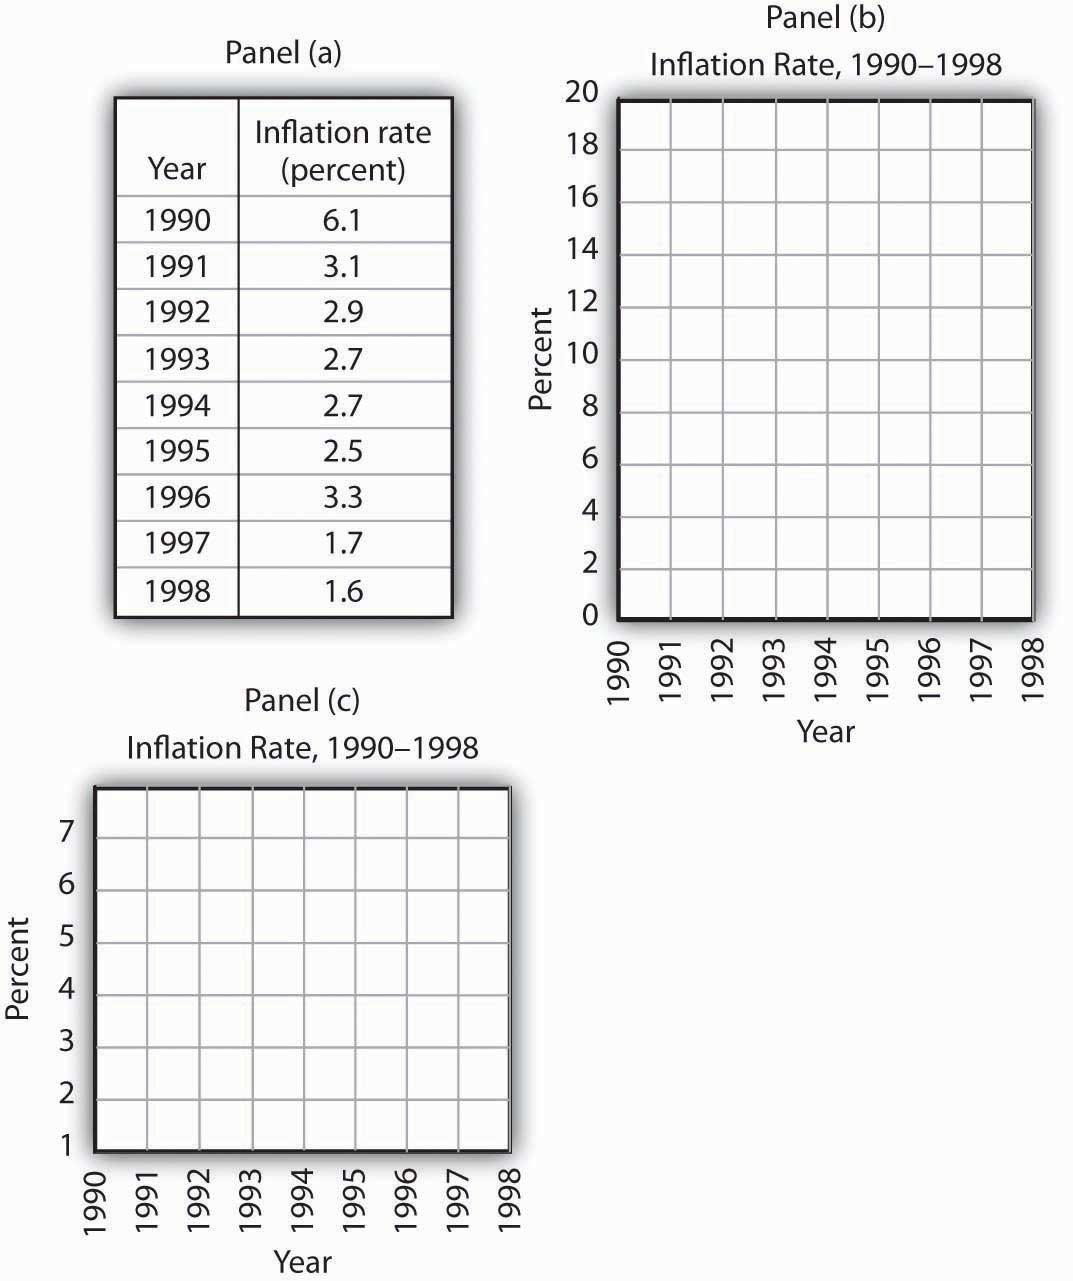 Panel (a)
Year
Inflation rate
(percent)
1990 6.1
1991 3.1
1992 2.9
1993 2.7
1994 2.7
1995 2.5
1996 3.3
1997 1.7
1998 1.6
Panel (b)
Inflation Rate, 1990–1998
Percent
20
18
16
14
12
10
8
6
4
2
0
1990 1991 1992 1993 1994 1995 1996 1997 1998
Year
Panel (c)
Inflation Rate, 1990–1998
Percent
7
6
5
4
3
2
1
1990 1991 1992 1993 1994 1995 1996 1997 1998
Year